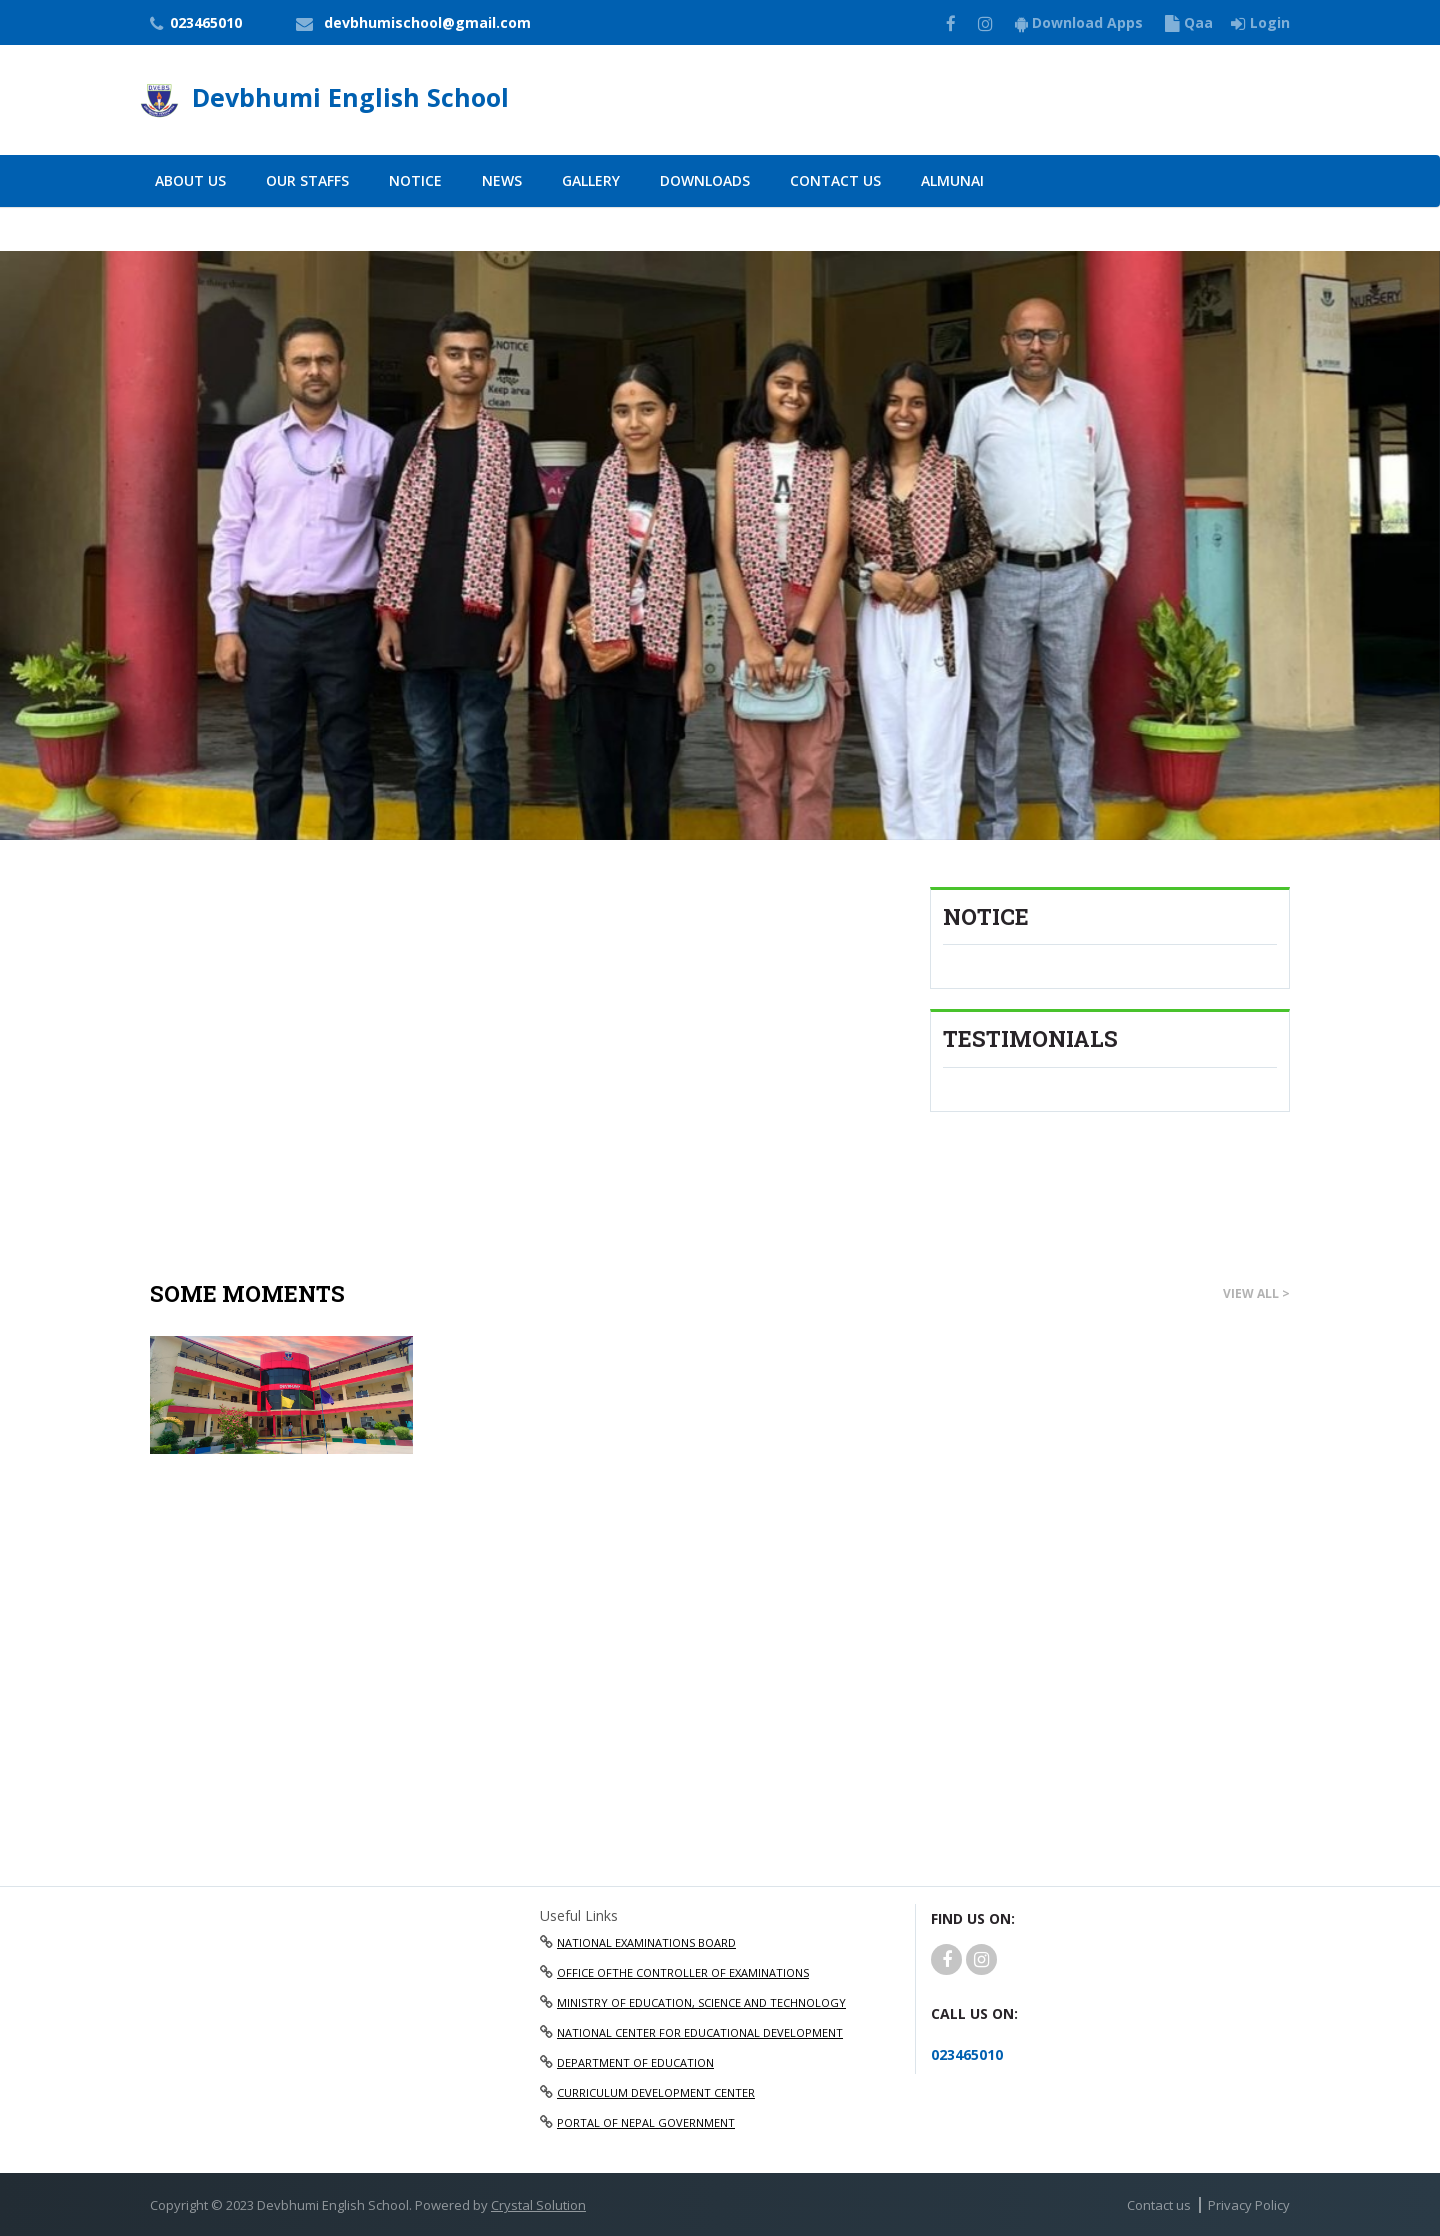 023465010 devbhumischool@gmail.com Download Apps Qaa Login
Devbhumi English School
ABOUT US OUR STAFFS NOTICE NEWS GALLERY DOWNLOADS CONTACT US ALMUNAI
NOTICE
Keep area
clean
NURSERY
NOTICE
TESTIMONIALS
SOME MOMENTS VIEW ALL >
Useful Links
NATIONAL EXAMINATIONS BOARD
OFFICE OFTHE CONTROLLER OF EXAMINATIONS
MINISTRY OF EDUCATION, SCIENCE AND TECHNOLOGY
NATIONAL CENTER FOR EDUCATIONAL DEVELOPMENT
DEPARTMENT OF EDUCATION
CURRICULUM DEVELOPMENT CENTER
PORTAL OF NEPAL GOVERNMENT
FIND US ON:
CALL US ON:
023465010
Copyright © 2023 Devbhumi English School. Powered by Crystal Solution
Contact us | Privacy Policy